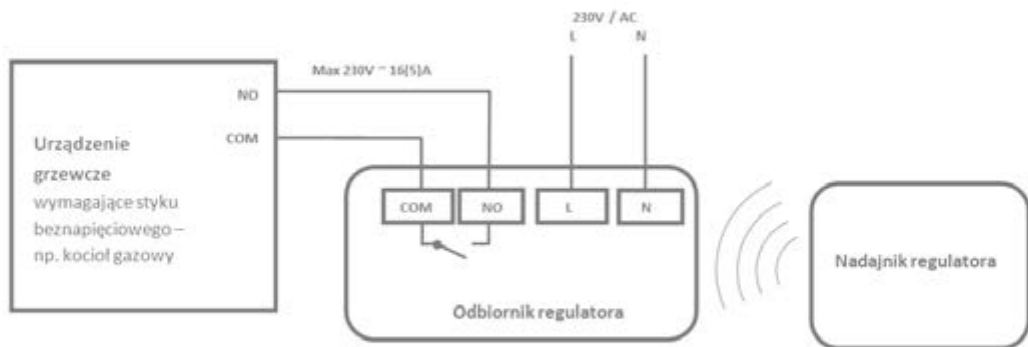 230V / AC
L N
Max 230V ~ 16(5)A
NO
COM
Urządzenie
grzewcze
wymagające styku
beznapięciowego –
np. kocioł gazowy
COM NO L N
Odbiornik regulatora
Nadajnik regulatora